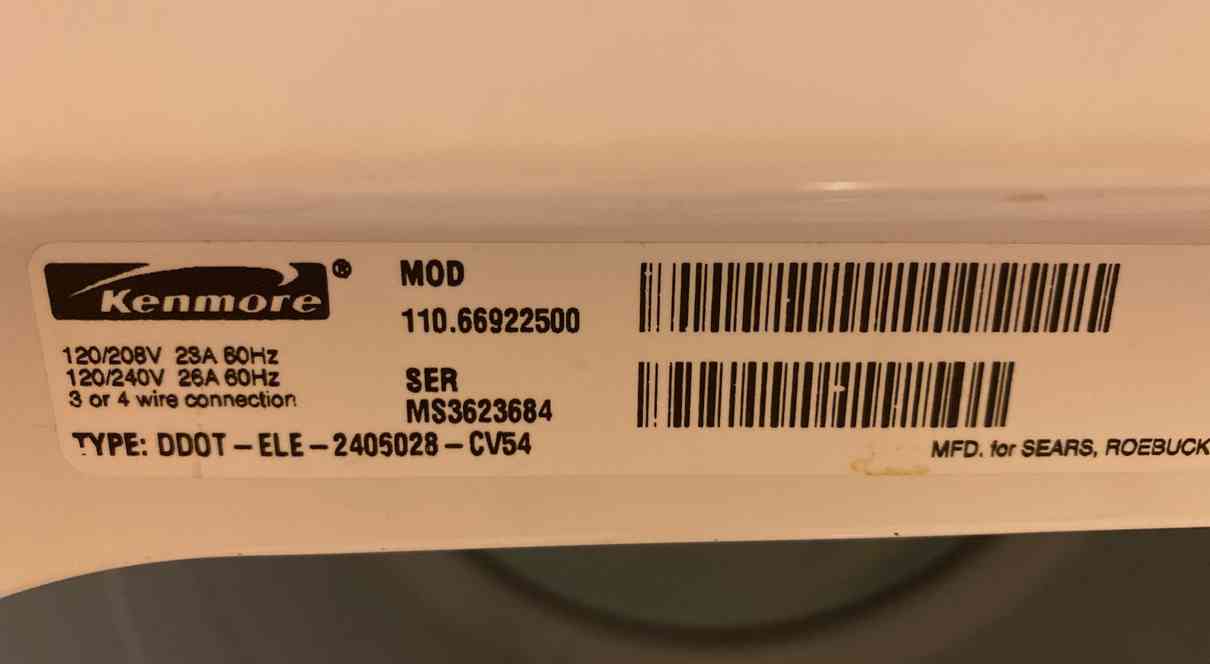 Kenmore®
120/208V 23A 60Hz
120/240V 26A 60Hz
3 or 4 wire connection
TYPE: DDOT-ELE-2405028-CV54
MOD
110.66922500
SER
MS3623684
MFD. for SEARS, ROEBUCK